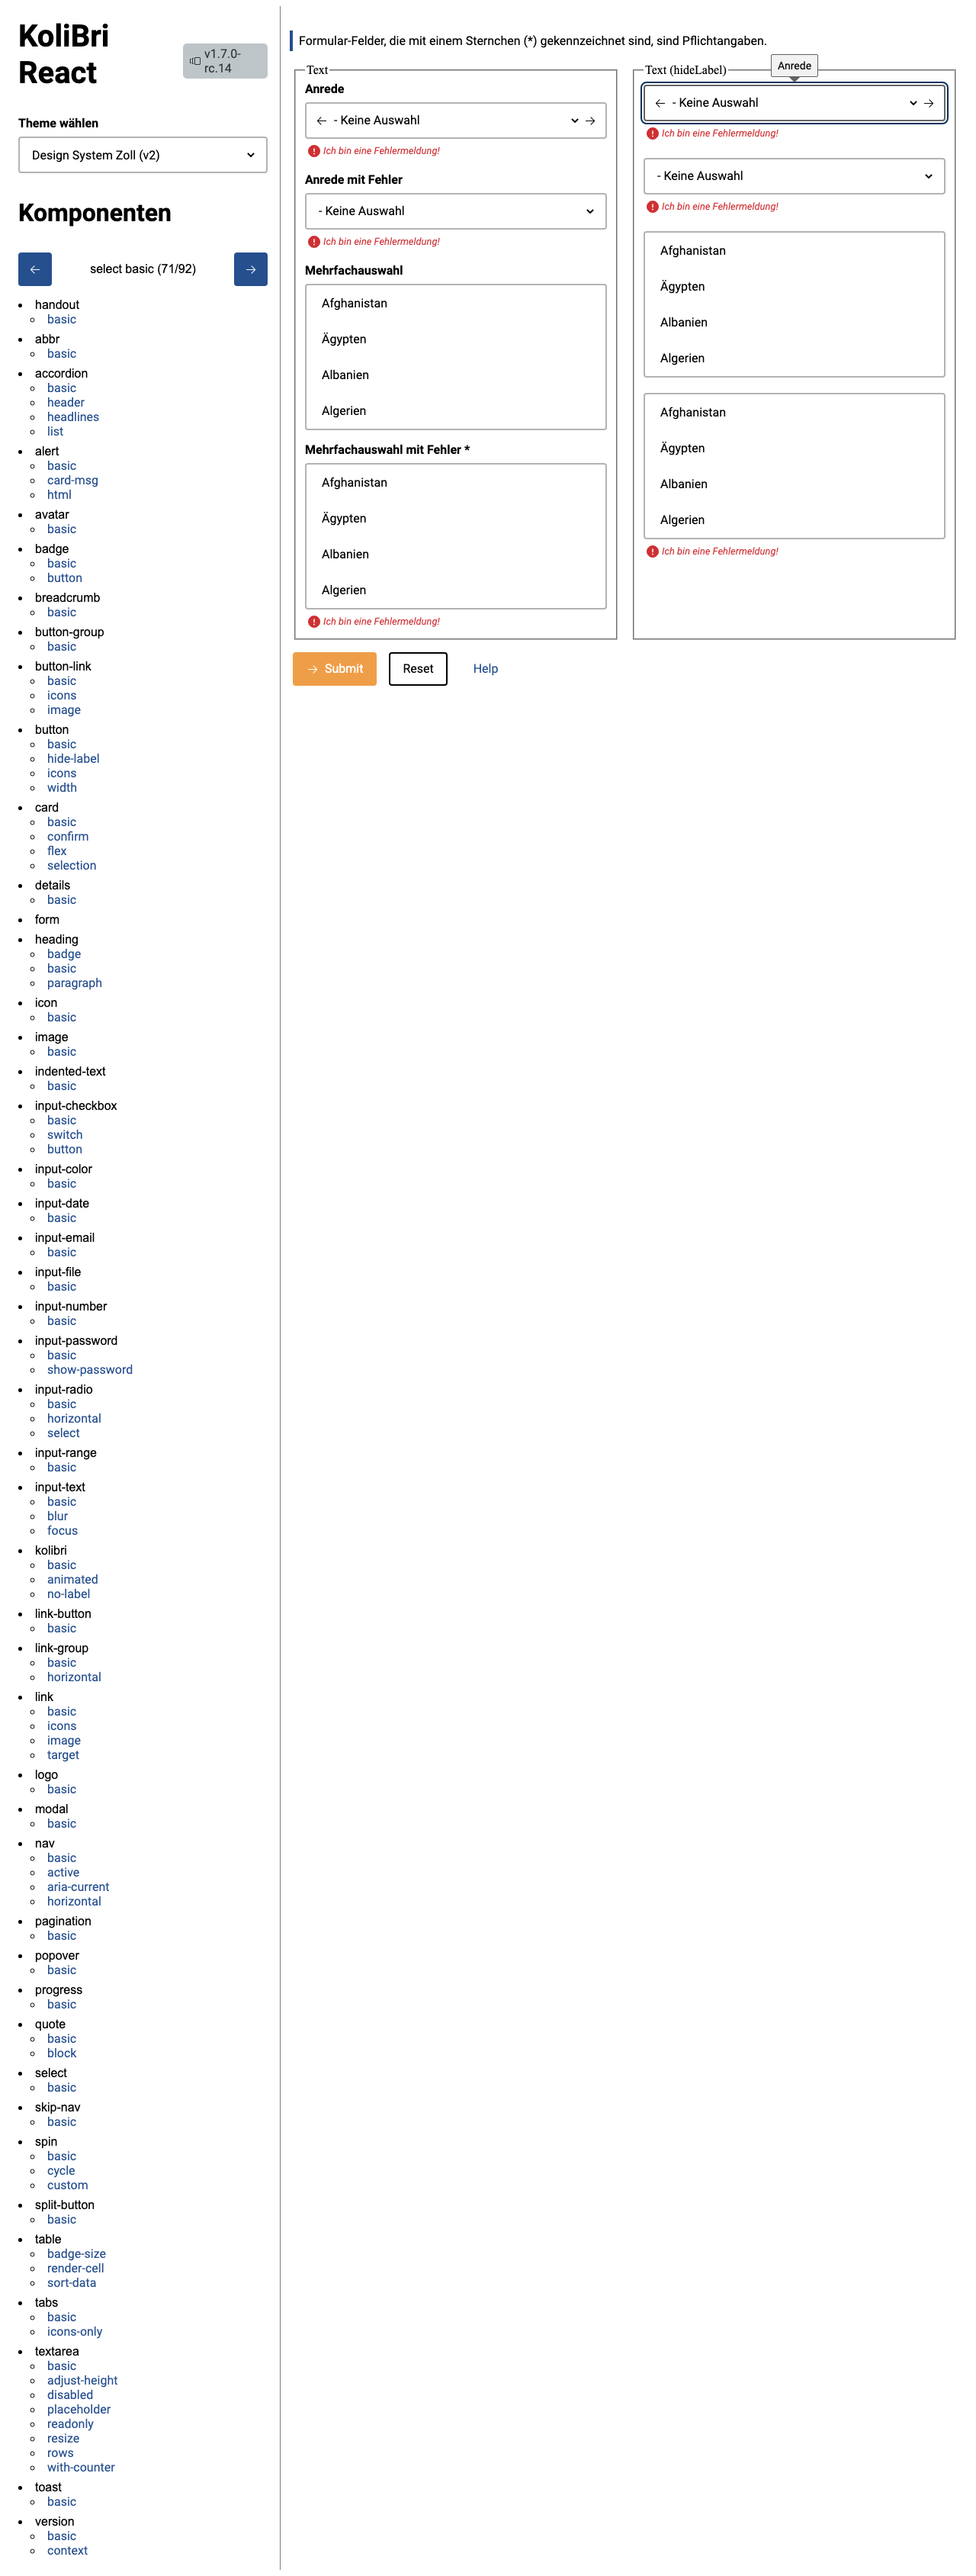 KoliBri
React
v1.7.0-
rc.14
Theme wählen
Design System Zoll (v2)
Komponenten
←
select basic (71/92)
→
handout
basic
abbr
basic
accordion
basic
header
headlines
list
alert
basic
card-msg
html
avatar
basic
badge
basic
button
breadcrumb
basic
button-group
basic
button-link
basic
icons
image
button
basic
hide-label
icons
width
card
basic
confirm
flex
selection
details
basic
form
heading
badge
basic
paragraph
icon
basic
image
basic
indented-text
basic
input-checkbox
basic
switch
button
input-color
basic
input-date
basic
input-email
basic
input-file
basic
input-number
basic
input-password
basic
show-password
input-radio
basic
horizontal
select
input-range
basic
input-text
basic
blur
focus
kolibri
basic
animated
no-label
link-button
basic
link-group
basic
horizontal
link
basic
icons
image
target
logo
basic
modal
basic
nav
basic
active
aria-current
horizontal
pagination
basic
popover
basic
progress
basic
quote
basic
block
select
basic
skip-nav
basic
spin
basic
cycle
custom
split-button
basic
table
badge-size
render-cell
sort-data
tabs
basic
icons-only
textarea
basic
adjust-height
disabled
placeholder
readonly
resize
rows
with-counter
toast
basic
version
basic
context
Formular-Felder, die mit einem Sternchen (*) gekennzeichnet sind, sind Pflichtangaben.
Text
Anrede
← - Keine Auswahl →
Ich bin eine Fehlermeldung!
Anrede mit Fehler
- Keine Auswahl
Ich bin eine Fehlermeldung!
Mehrfachauswahl
Afghanistan
Ägypten
Albanien
Algerien
Mehrfachauswahl mit Fehler *
Afghanistan
Ägypten
Albanien
Algerien
Ich bin eine Fehlermeldung!
Text (hideLabel)
Anrede
← - Keine Auswahl →
Ich bin eine Fehlermeldung!
- Keine Auswahl
Ich bin eine Fehlermeldung!
Afghanistan
Ägypten
Albanien
Algerien
Afghanistan
Ägypten
Albanien
Algerien
Ich bin eine Fehlermeldung!
→ Submit
Reset
Help